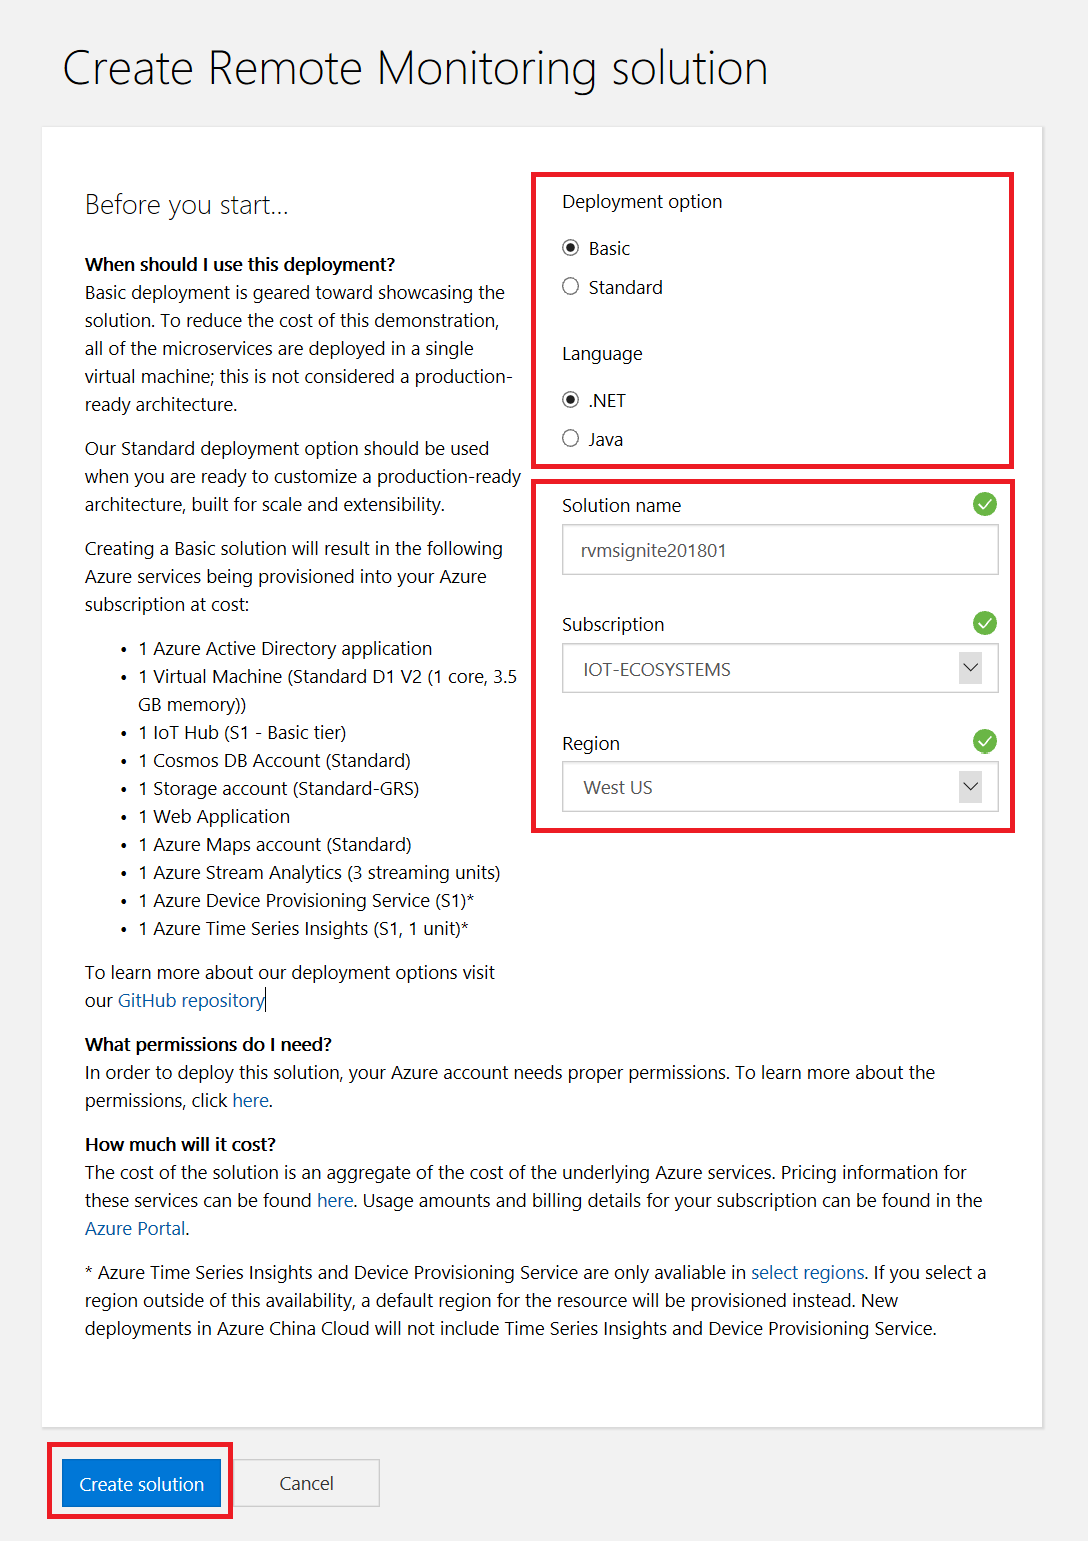 Create Remote Monitoring solution
Before you start...
When should I use this deployment?
Basic deployment is geared toward showcasing the
solution. To reduce the cost of this demonstration,
all of the microservices are deployed in a single
virtual machine; this is not considered a production-
ready architecture.
Our Standard deployment option should be used
when you are ready to customize a production-ready
architecture, built for scale and extensibility.
Creating a Basic solution will result in the following
Azure services being provisioned into your Azure
subscription at cost:
• 1 Azure Active Directory application
• 1 Virtual Machine (Standard D1 V2 (1 core, 3.5
GB memory))
• 1 IoT Hub (S1 - Basic tier)
• 1 Cosmos DB Account (Standard)
• 1 Storage account (Standard-GRS)
• 1 Web Application
• 1 Azure Maps account (Standard)
• 1 Azure Stream Analytics (3 streaming units)
• 1 Azure Device Provisioning Service (S1)*
• 1 Azure Time Series Insights (S1, 1 unit)*
To learn more about our deployment options visit
our GitHub repository
Deployment option
Basic
Standard
Language
.NET
Java
Solution name
rvmsignite201801
Subscription
IOT-ECOSYSTEMS
Region
West US
What permissions do I need?
In order to deploy this solution, your Azure account needs proper permissions. To learn more about the
permissions, click here.
How much will it cost?
The cost of the solution is an aggregate of the cost of the underlying Azure services. Pricing information for
these services can be found here. Usage amounts and billing details for your subscription can be found in the
Azure Portal.
* Azure Time Series Insights and Device Provisioning Service are only avaliable in select regions. If you select a
region outside of this availability, a default region for the resource will be provisioned instead. New
deployments in Azure China Cloud will not include Time Series Insights and Device Provisioning Service.
Create solution
Cancel